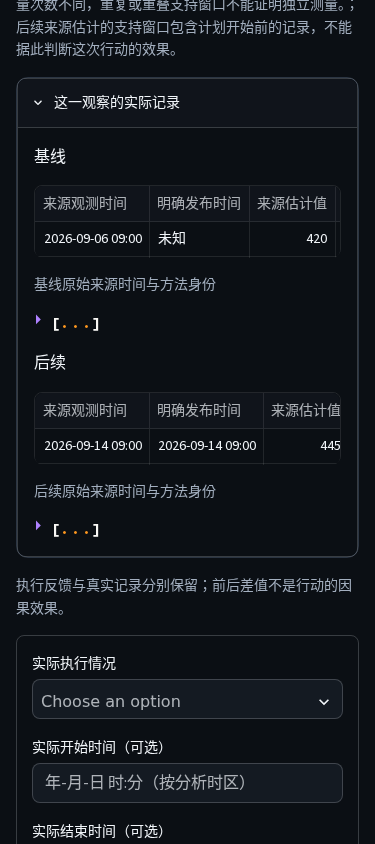 量次数不同，重复或重叠支持窗口不能证明独立测量。；
后续来源估计的支持窗口包含计划开始前的记录，不能
据此判断这次行动的效果。
这一观察的实际记录
基线
来源观测时间 明确发布时间 来源估计值
2026-09-06 09:00 未知 420
基线原始来源时间与方法身份
[...]
后续
来源观测时间 明确发布时间 来源估计值
2026-09-14 09:00 2026-09-14 09:00 445
后续原始来源时间与方法身份
[...]
执行反馈与真实记录分别保留；前后差值不是行动的因
果效果。
实际执行情况
Choose an option
实际开始时间（可选）
年-月-日 时:分（按分析时区）
实际结束时间（可选）